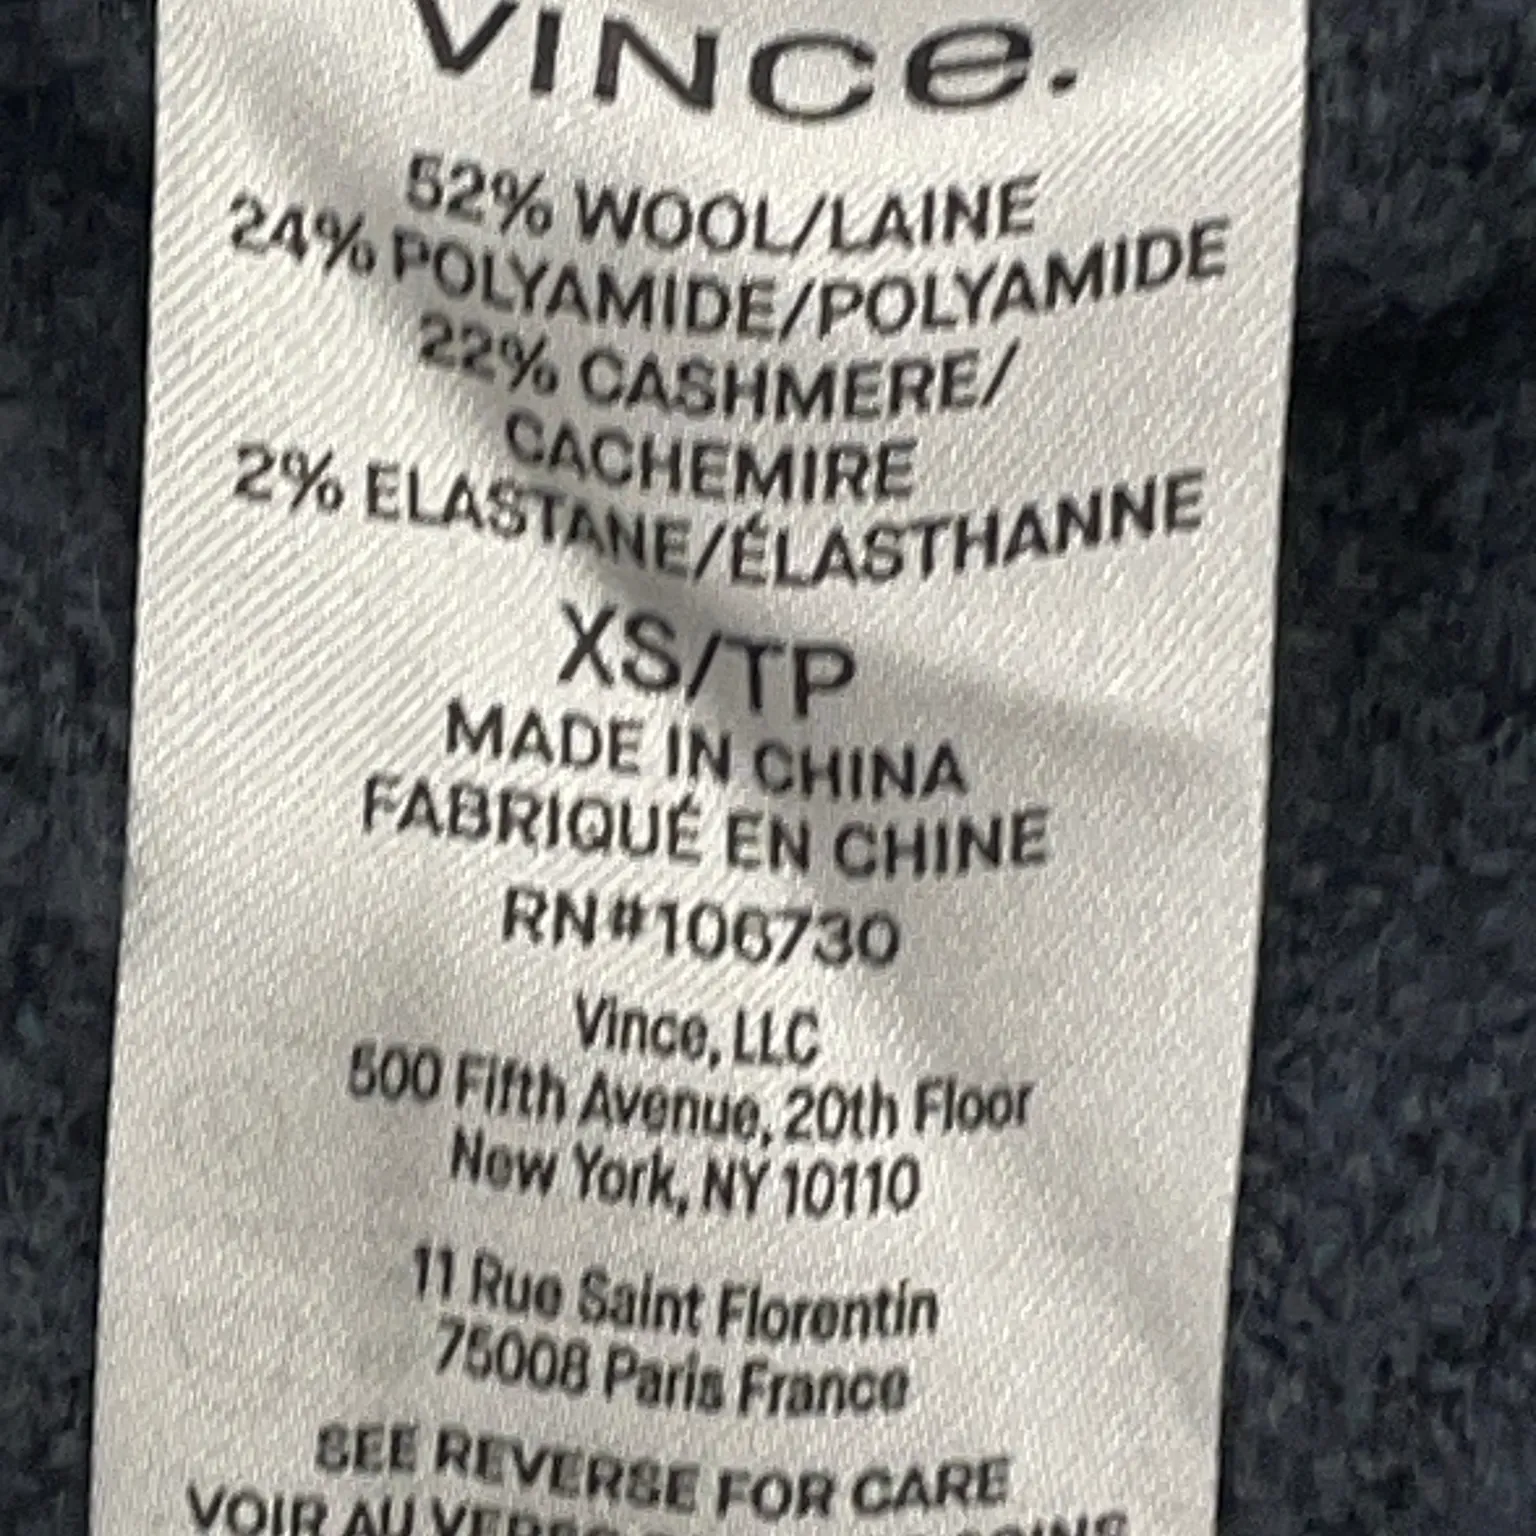 VINCe.
52% WOOL/LAINE
24% POLYAMIDE/POLYAMIDE
22% CASHMERE/
CACHEMIRE
2% ELASTANE/ÉLASTHANNE
XS/TP
MADE IN CHINA
FABRIQUÉ EN CHINE
RN#106730
Vince, LLC
500 Fifth Avenue, 20th Floor
New York, NY 10110
11 Rue Saint Florentin
75008 Paris France
SEE REVERSE FOR CARE
VOIR AU